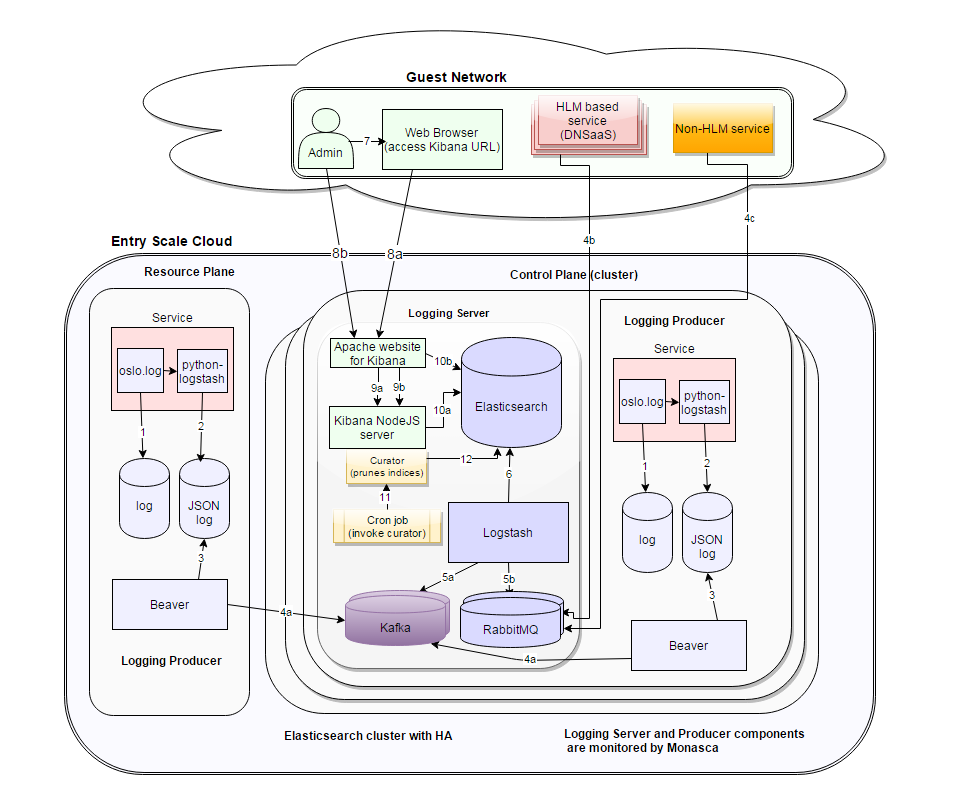 Guest Network
Admin
7
Web Browser
(access Kibana URL)
HLM based
service
(DNSaaS)
Non-HLM service
8b
8a
4b
4c
Entry Scale Cloud
Resource Plane
Service
oslo.log
python-
logstash
1
2
log
JSON
log
3
Beaver
4a
Logging Producer
Control Plane (cluster)
Logging Server
Apache website
for Kibana
10b
9a
9b
Kibana NodeJS
server
10a
Elasticsearch
Curator
(prunes indices)
12
11
Cron job
(invoke curator)
6
Logstash
5a
5b
Kafka
RabbitMQ
4a
Logging Producer
Service
oslo.log
python-
logstash
1
2
log
JSON
log
3
Beaver
Elasticsearch cluster with HA
Logging Server and Producer components
are monitored by Monasca